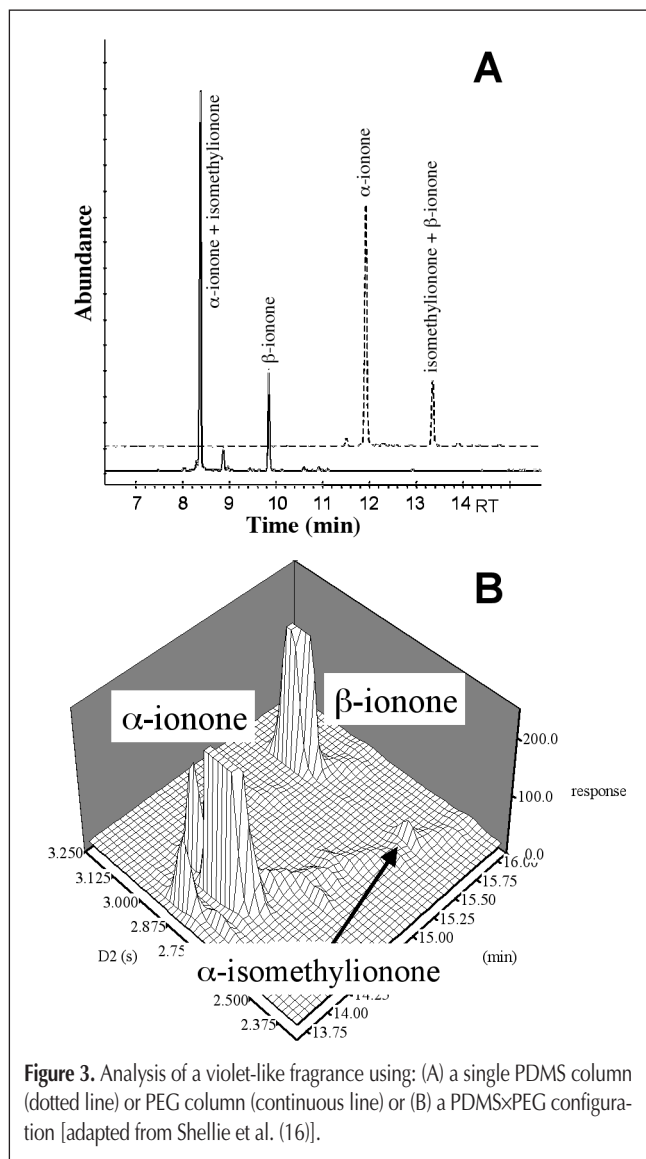 A
Abundance
α-ionone + isomethylionone
β-ionone
α-ionone
isomethylionone + β-ionone
7 8 9 10 11 12 13 14 RT
Time (min)
B
α-ionone
β-ionone
200.0
100.0
0.0
response
3.250
3.125
3.000
2.875
2.75
2.500
2.375
D2 (s)
16.00
15.75
15.50
15.25
15.00
14.25
14.00
13.75
(min)
α-isomethylionone
Figure 3. Analysis of a violet-like fragrance using: (A) a single PDMS column
(dotted line) or PEG column (continuous line) or (B) a PDMS×PEG configura-
tion [adapted from Shellie et al. (16)].